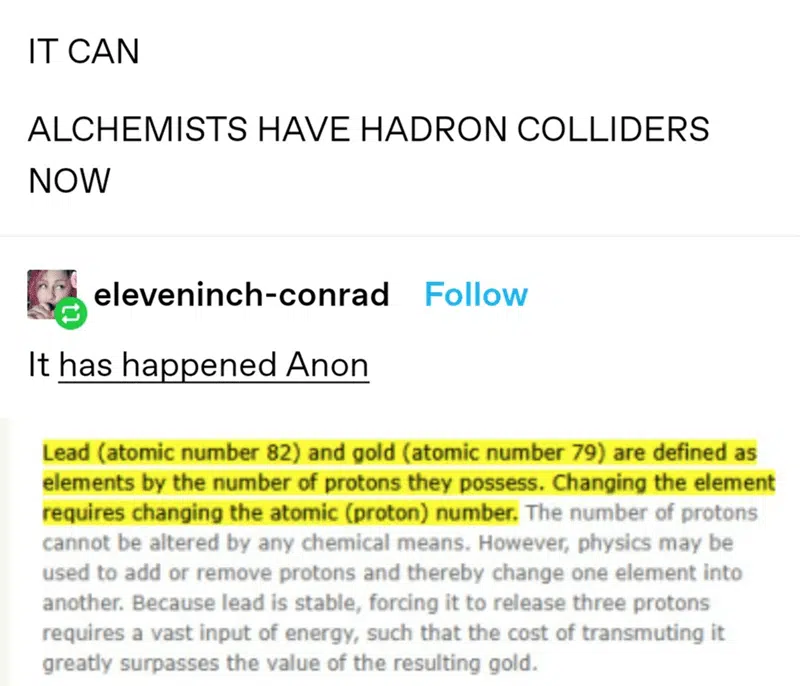 IT CAN
ALCHEMISTS HAVE HADRON COLLIDERS
NOW
eleveninch-conrad Follow
It has happened Anon
Lead (atomic number 82) and gold (atomic number 79) are defined as
elements by the number of protons they possess. Changing the element
requires changing the atomic (proton) number. The number of protons
cannot be altered by any chemical means. However, physics may be
used to add or remove protons and thereby change one element into
another. Because lead is stable, forcing it to release three protons
requires a vast input of energy, such that the cost of transmuting it
greatly surpasses the value of the resulting gold.